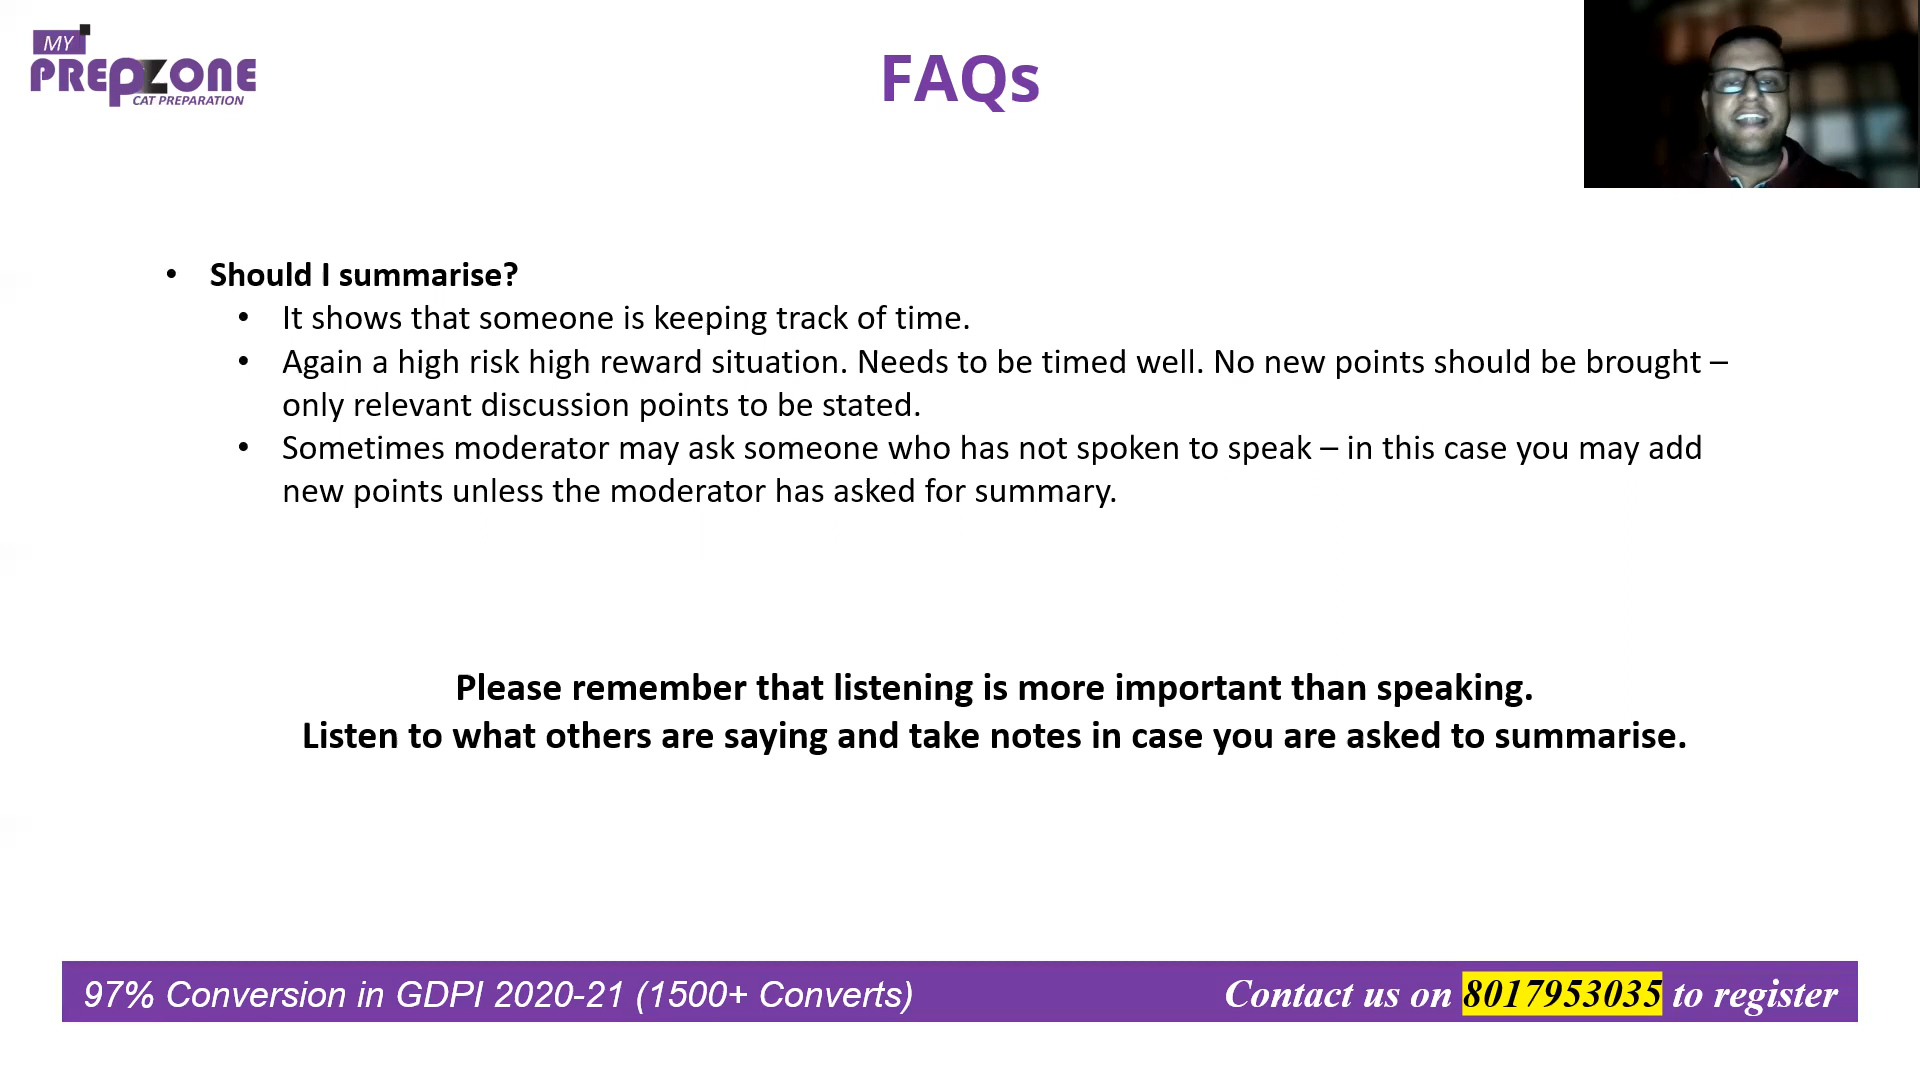 MY
PREPZONE
CAT PREPARATION
FAQs
• Should I summarise?
• It shows that someone is keeping track of time.
• Again a high risk high reward situation. Needs to be timed well. No new points should be brought –
only relevant discussion points to be stated.
• Sometimes moderator may ask someone who has not spoken to speak – in this case you may add
new points unless the moderator has asked for summary.
Please remember that listening is more important than speaking.
Listen to what others are saying and take notes in case you are asked to summarise.
97% Conversion in GDPI 2020-21 (1500+ Converts)
Contact us on 8017953035 to register